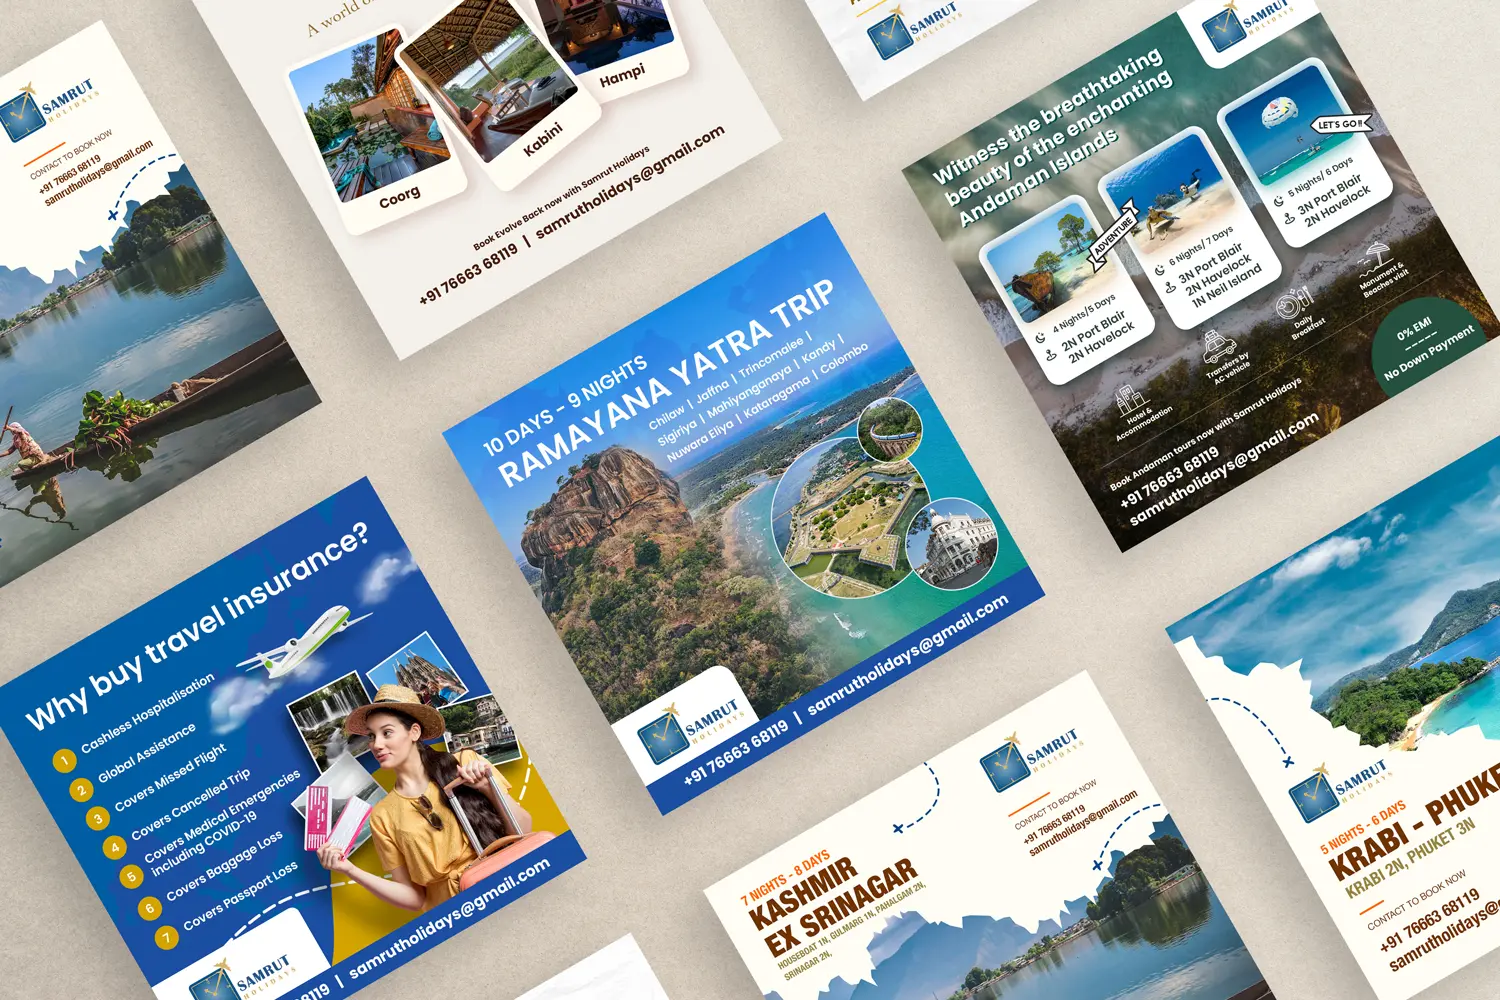 SAMRUT
HOLIDAYS
CONTACT TO BOOK NOW
+91 76663 68119
samrutholidays@gmail.com
A world
Coorg
Kabini
Hampi
Book Evolve Back now with Samrut Holidays
+91 76663 68119 | samrutholidays@gmail.com
SAMRUT
HOLIDAYS
SAMRUT
HOLIDAYS
Witness the breathtaking
beauty of the enchanting
Andaman Islands
LET'S GO !!
ADVENTURE
4 Nights/5 Days
2N Port Blair
2N Havelock
6 Nights/ 7 Days
3N Port Blair
2N Havelock
1N Neil Island
5 Nights/ 6 Days
3N Port Blair
2N Havelock
Hotel &
Accommodation
Transfers by
AC vehicle
Daily
Breakfast
Monument &
Beaches visit
0% EMI
No Down Payment
Book Andaman tours now with Samrut Holidays
+91 76663 68119
samrutholidays@gmail.com
10 DAYS - 9 NIGHTS
RAMAYANA YATRA TRIP
Chilaw | Jaffna | Trincomalee |
Sigiriya | Mahiyanganaya | Kandy |
Nuwara Eliya | Kataragama | Colombo
SAMRUT
HOLIDAYS
+91 76663 68119 | samrutholidays@gmail.com
Why buy travel insurance?
1 Cashless Hospitalisation
2 Global Assistance
3 Covers Missed Flight
4 Covers Cancelled Trip
5 Covers Medical Emergencies
including COVID-19
6 Covers Baggage Loss
7 Covers Passport Loss
SAMRUT
HOLIDAYS
8119 | samrutholidays@gmail.com
7 NIGHTS - 8 DAYS
KASHMIR
EX SRINAGAR
HOUSEBOAT 1N, GULMARG 1N, PAHALGAM 2N,
SRINAGAR 2N,
SAMRUT
HOLIDAYS
CONTACT TO BOOK NOW
+91 76663 68119
samrutholidays@gmail.com
SAMRUT
HOLIDAYS
5 NIGHTS - 6 DAYS
KRABI - PHUKE
KRABI 2N, PHUKET 3N
CONTACT TO BOOK NOW
+91 76663 68119
samrutholidays@g